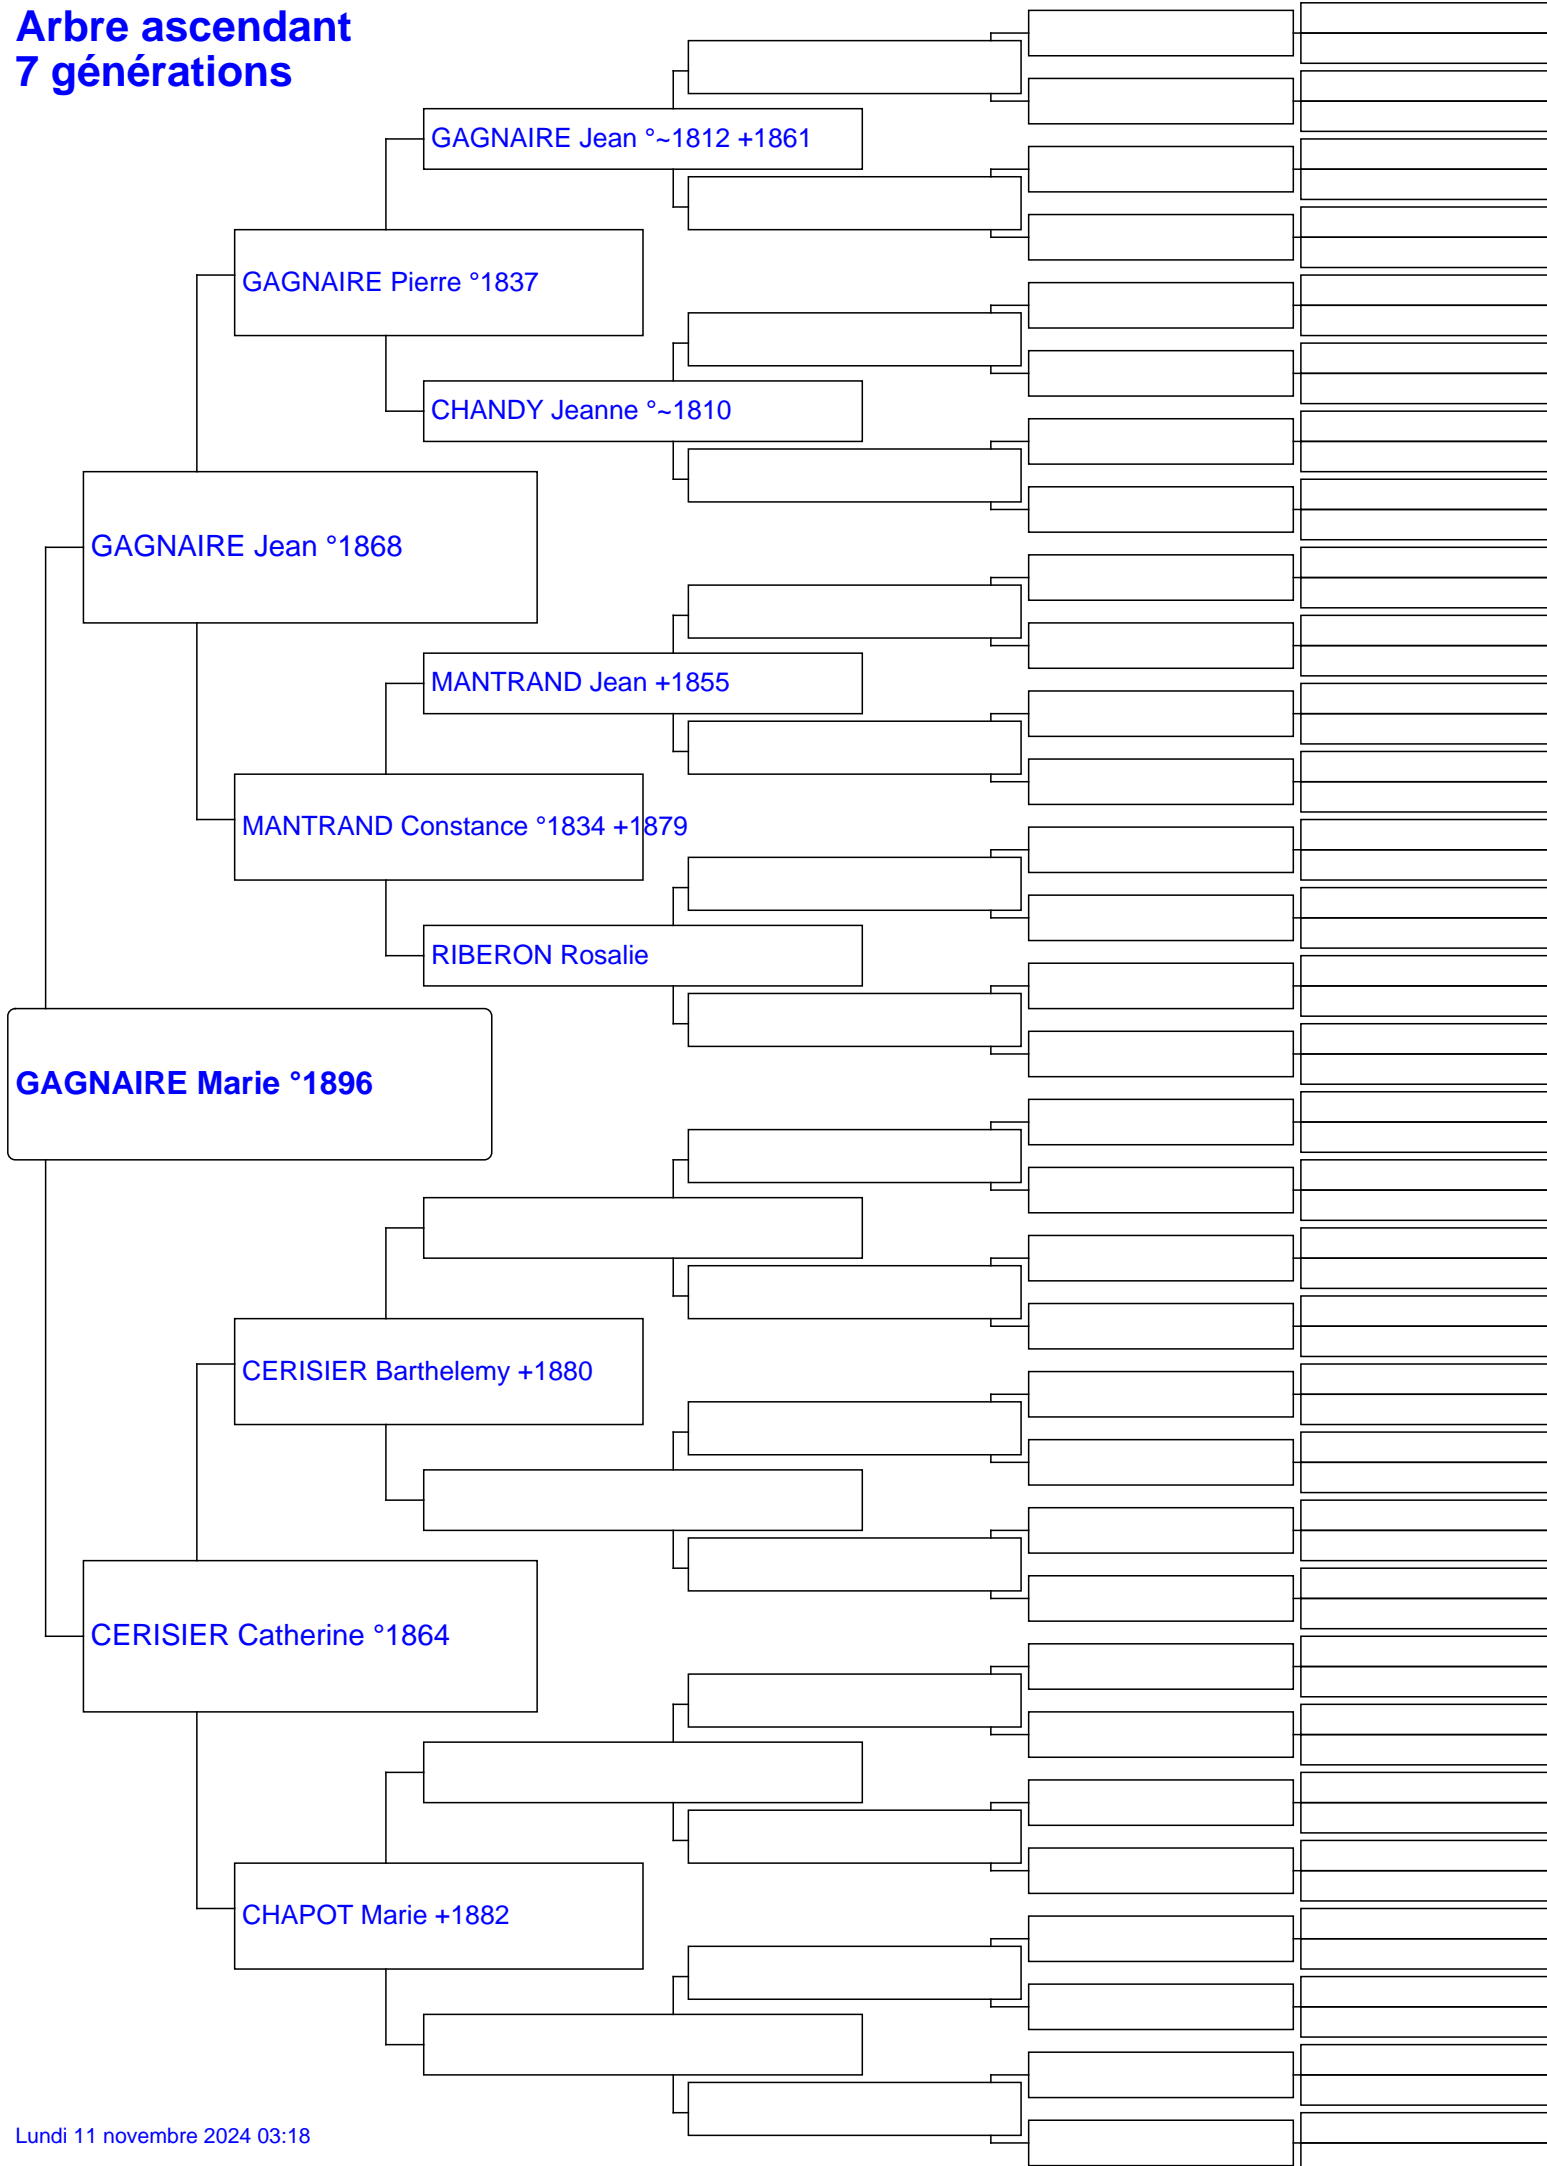 Arbre ascendant
7 générations
GAGNAIRE Jean °~1812 +1861
GAGNAIRE Pierre °1837
CHANDY Jeanne °~1810
GAGNAIRE Jean °1868
MANTRAND Jean +1855
MANTRAND Constance °1834 +1879
RIBERON Rosalie
GAGNAIRE Marie °1896
CERISIER Barthelemy +1880
CERISIER Catherine °1864
CHAPOT Marie +1882
Lundi 11 novembre 2024 03:18